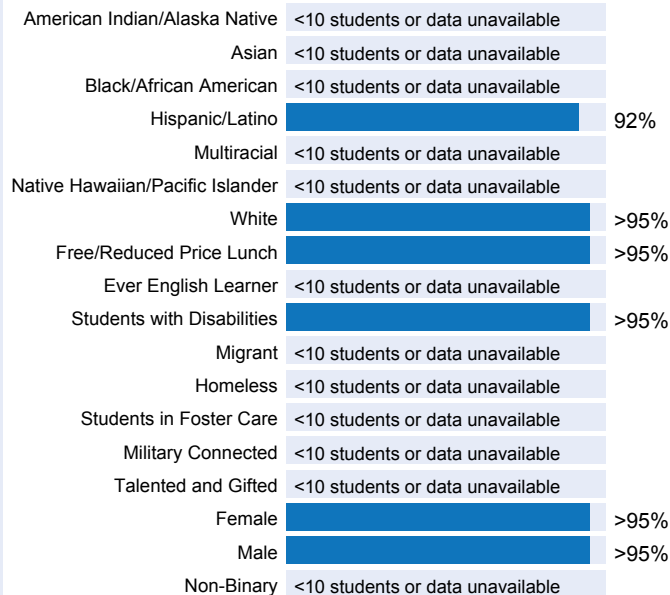 American Indian/Alaska Native <10 students or data unavailable
Asian <10 students or data unavailable
Black/African American <10 students or data unavailable
Hispanic/Latino 92%
Multiracial <10 students or data unavailable
Native Hawaiian/Pacific Islander <10 students or data unavailable
White >95%
Free/Reduced Price Lunch >95%
Ever English Learner <10 students or data unavailable
Students with Disabilities >95%
Migrant <10 students or data unavailable
Homeless <10 students or data unavailable
Students in Foster Care <10 students or data unavailable
Military Connected <10 students or data unavailable
Talented and Gifted <10 students or data unavailable
Female >95%
Male >95%
Non-Binary <10 students or data unavailable